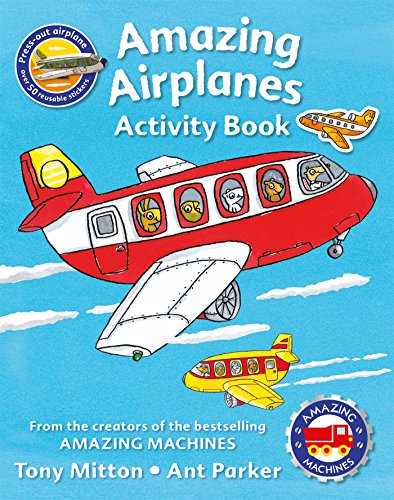 Press-out airplane
over 50 reusable stickers
Amazing
Airplanes
Activity Book
From the creators of the bestselling
AMAZING MACHINES
Tony Mitton • Ant Parker
AMAZING
MACHINES